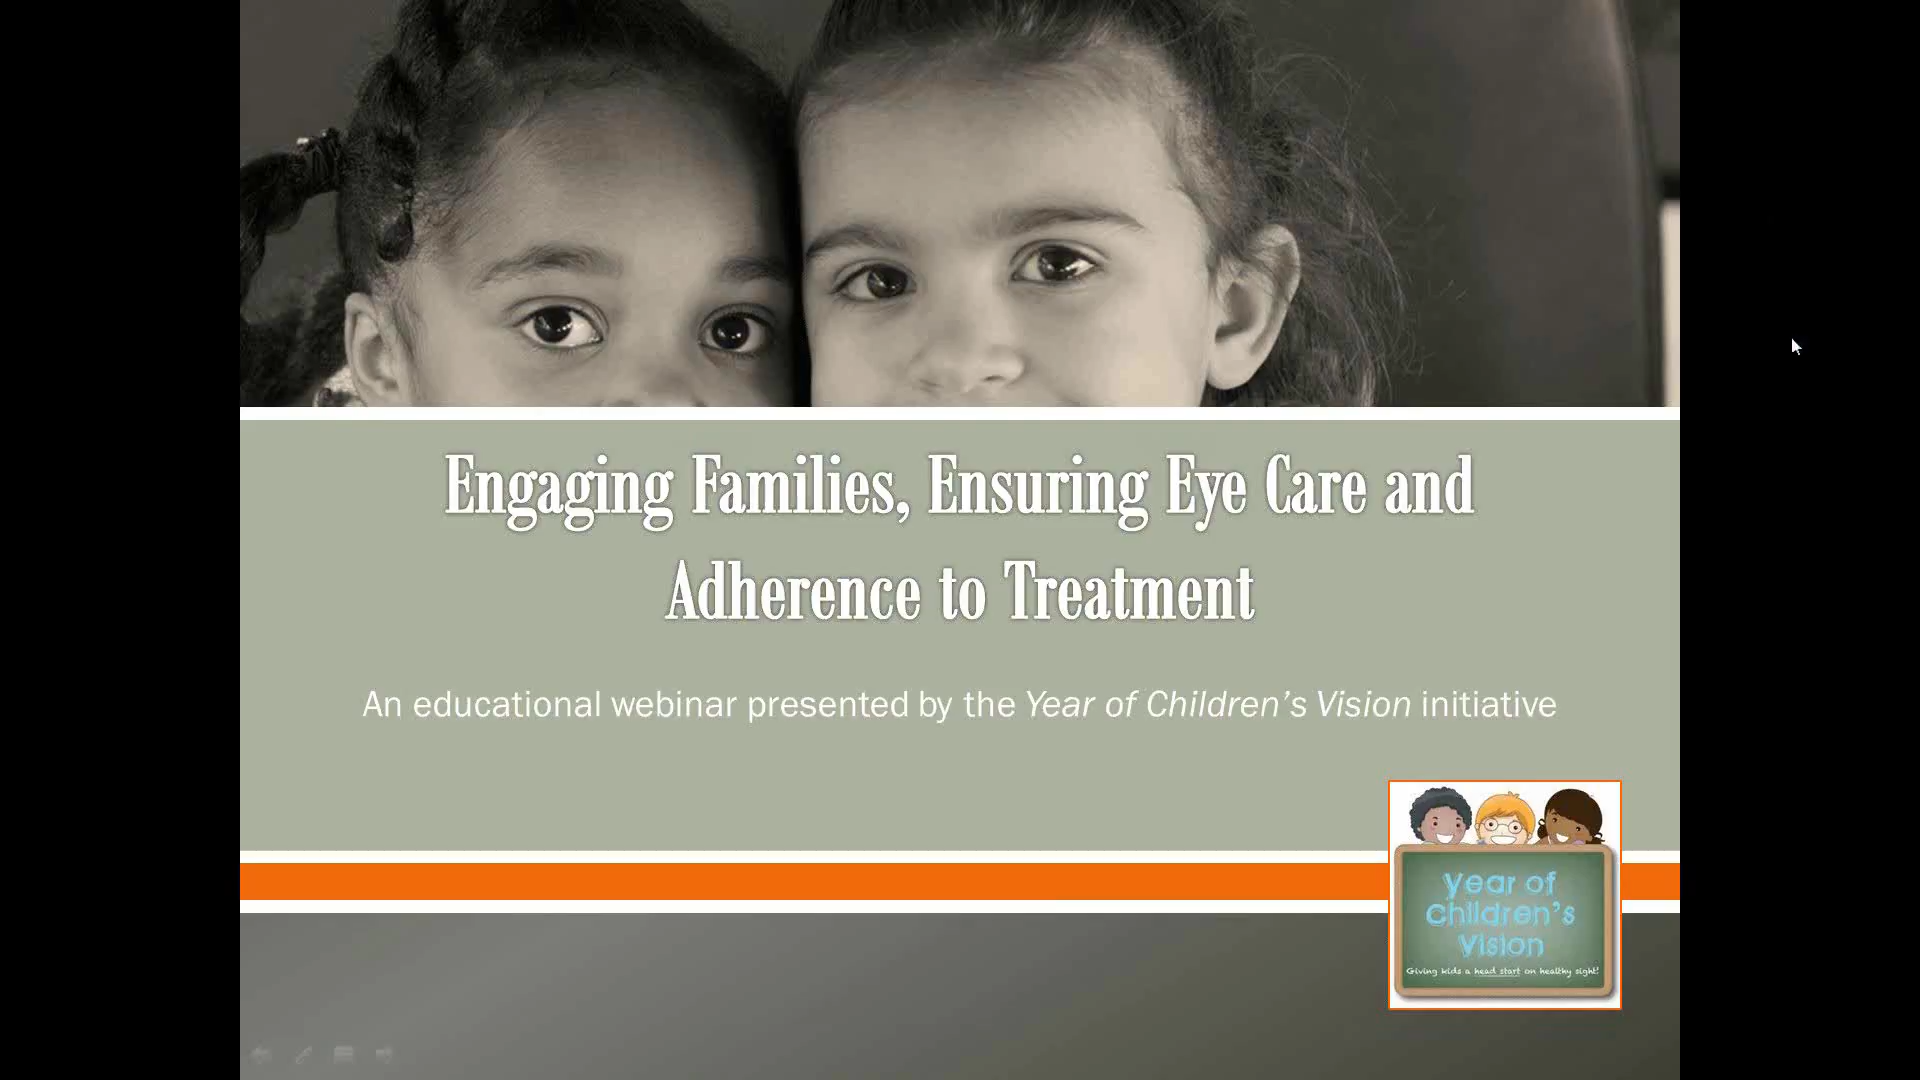 Engaging Families, Ensuring Eye Care and
Adherence to Treatment
An educational webinar presented by the Year of Children's Vision initiative
year of
children's
vision
Giving kids a head start on healthy sight!